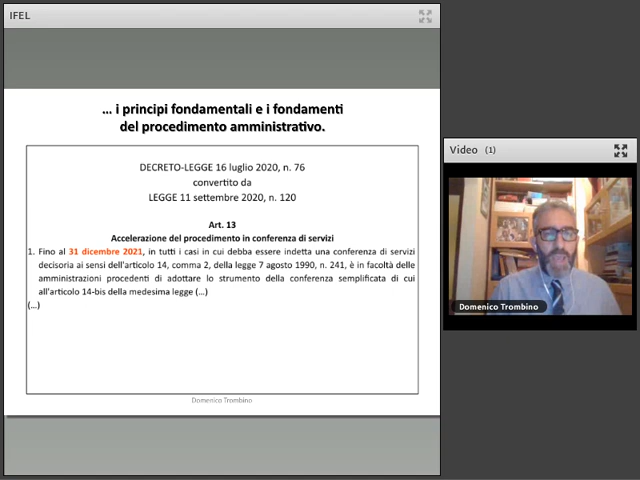 IFEL
... i principi fondamentali e i fondamenti
del procedimento amministrativo.
DECRETO-LEGGE 16 luglio 2020, n. 76
convertito da
LEGGE 11 settembre 2020, n. 120
Art. 13
Accelerazione del procedimento in conferenza di servizi
1. Fino al 31 dicembre 2021, in tutti i casi in cui debba essere indetta una conferenza di servizi
decisoria ai sensi dell'articolo 14, comma 2, della legge 7 agosto 1990, n. 241, è in facoltà delle
amministrazioni procedenti di adottare lo strumento della conferenza semplificata di cui
all'articolo 14-bis della medesima legge (...)
(...)
Domenico Trombino
Video (1)
Domenico Trombino